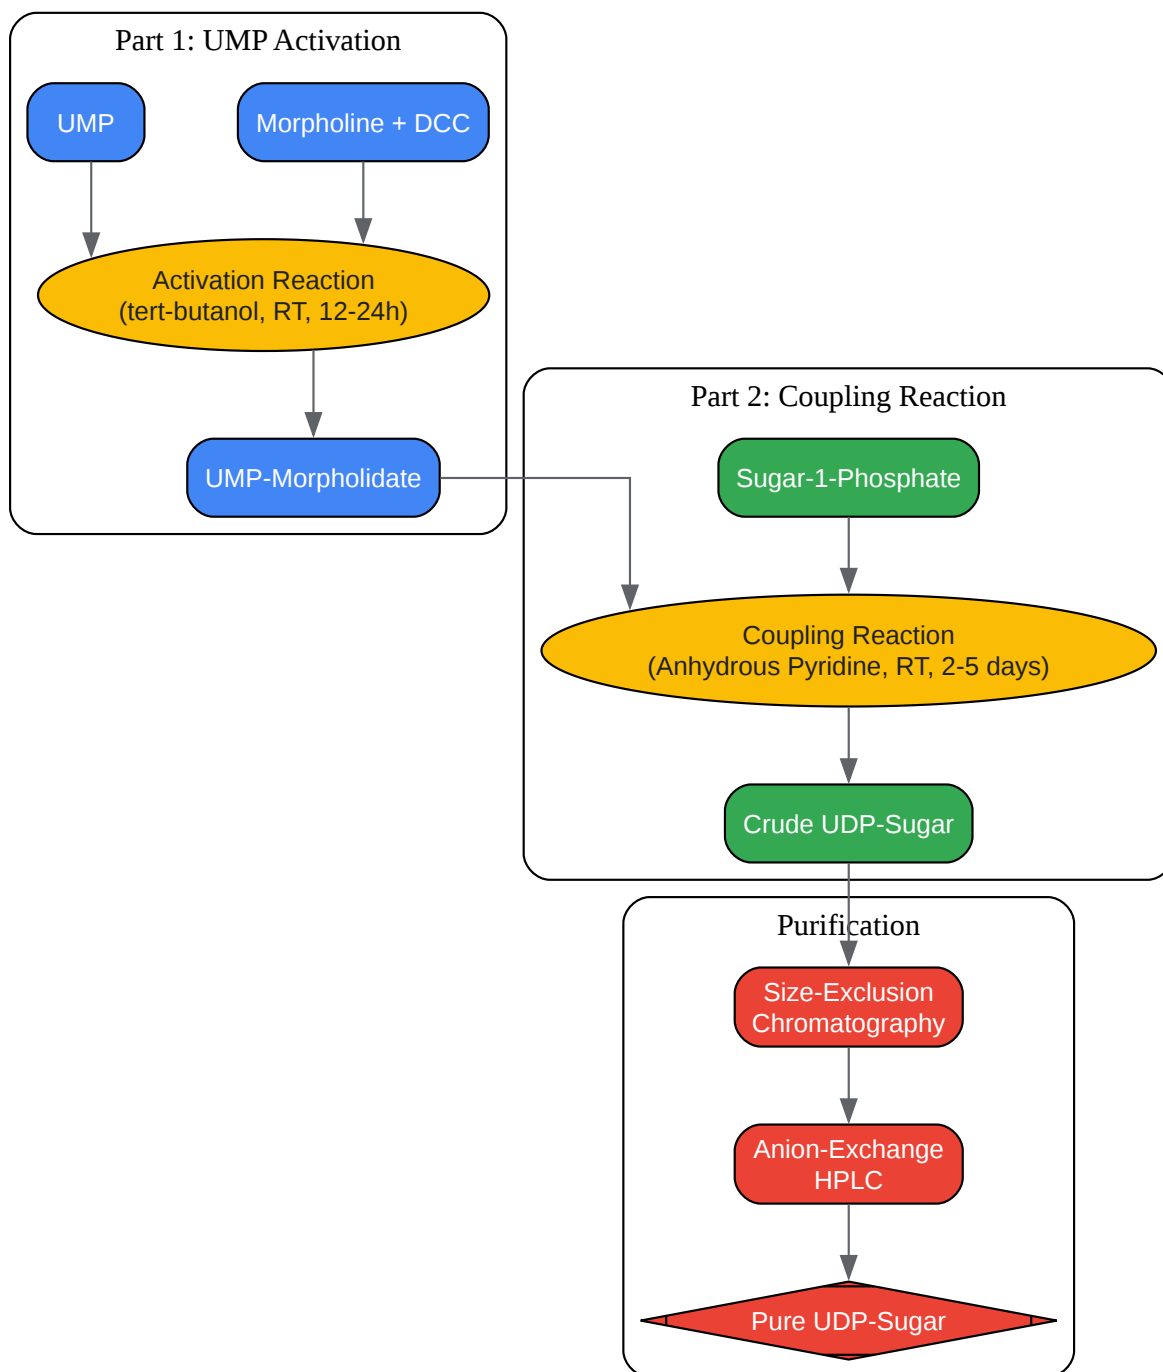 Part 1: UMP Activation
UMP
Morpholine + DCC
Activation Reaction
(tert-butanol, RT, 12-24h)
UMP-Morpholidate
Part 2: Coupling Reaction
Sugar-1-Phosphate
Coupling Reaction
(Anhydrous Pyridine, RT, 2-5 days)
Crude UDP-Sugar
Purification
Size-Exclusion
Chromatography
Anion-Exchange
HPLC
Pure UDP-Sugar